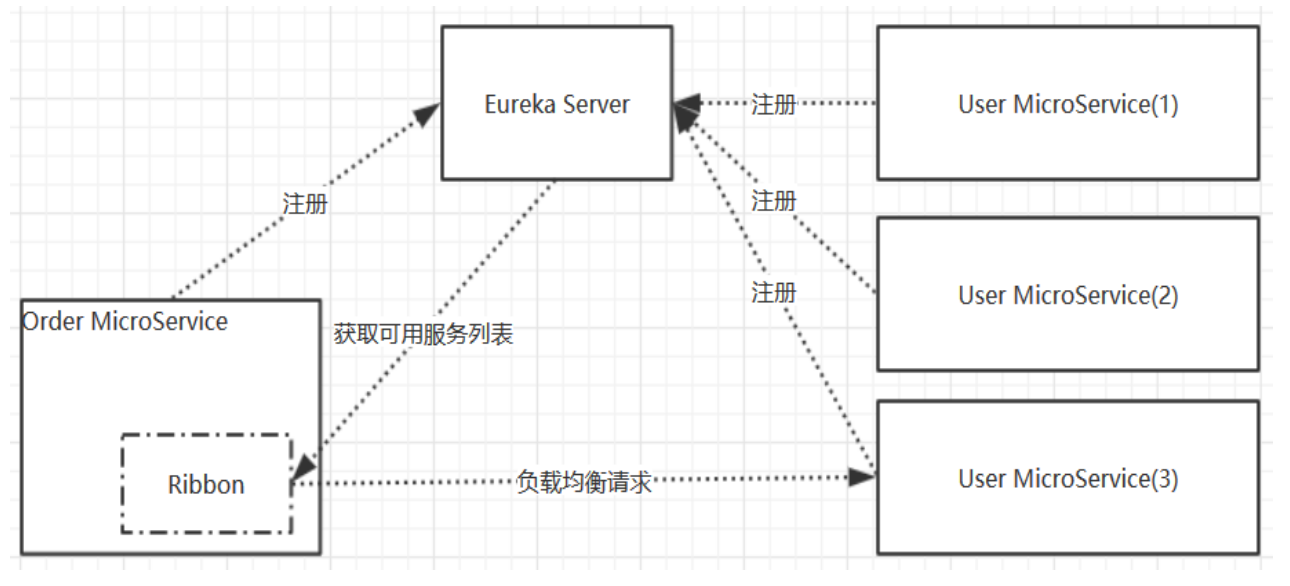 Eureka Server
注册
User MicroService(1)
注册
注册
User MicroService(2)
注册
Order MicroService
获取可用服务列表
Ribbon
负载均衡请求
User MicroService(3)